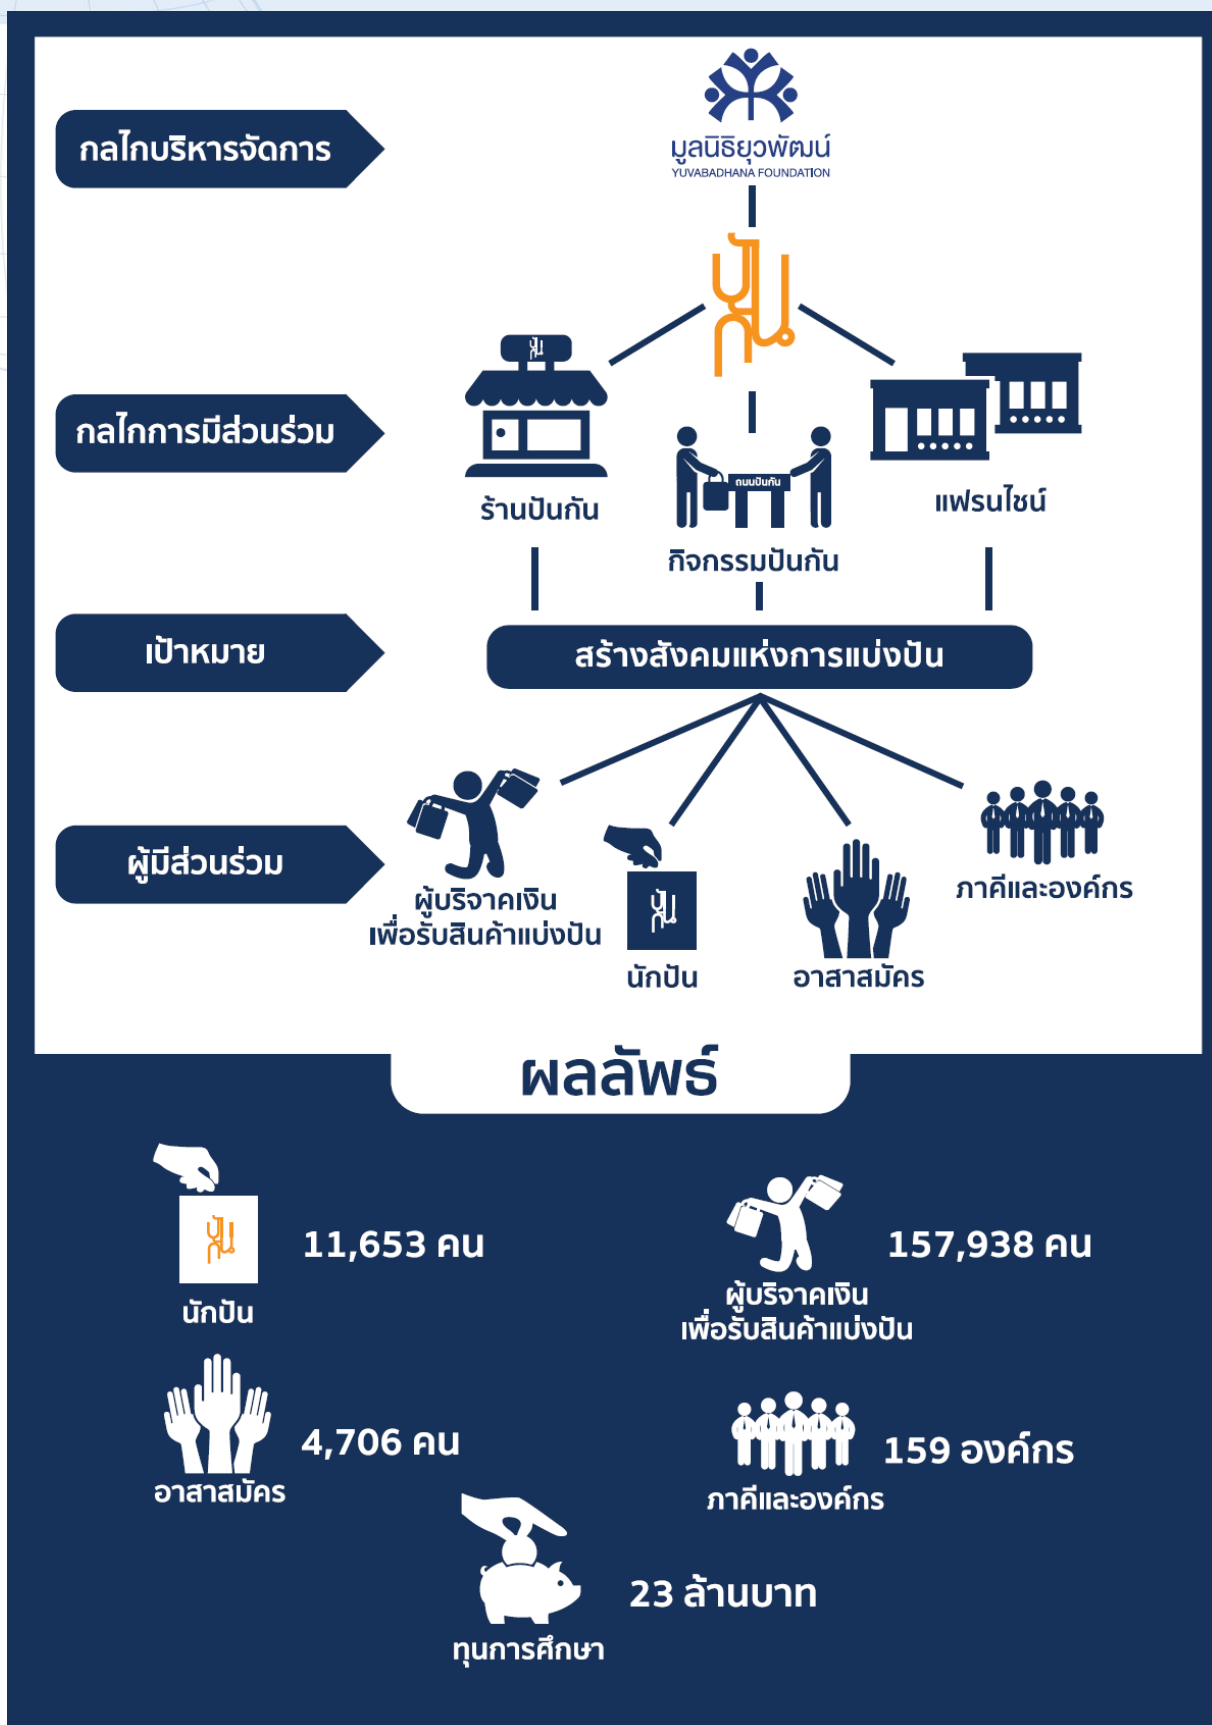 กลไกบริหารจัดการ
มูลนิธิยุวพัฒน์
YUVABADHANA FOUNDATION
ปันกัน
กลไกการมีส่วนร่วม
ปันกัน
ร้านปันกัน
ถนนปันกัน
กิจกรรมปันกัน
แฟรนไชน์
เป้าหมาย
สร้างสังคมแห่งการแบ่งปัน
ผู้มีส่วนร่วม
ผู้บริจาคเงิน
เพื่อรับสินค้าแบ่งปัน
ปันกัน
นักปัน
อาสาสมัคร
ภาคีและองค์กร
ผลลัพธ์
ปันกัน
11,653 คน
นักปัน
157,938 คน
ผู้บริจาคเงิน
เพื่อรับสินค้าแบ่งปัน
4,706 คน
อาสาสมัคร
159 องค์กร
ภาคีและองค์กร
23 ล้านบาท
ทุนการศึกษา